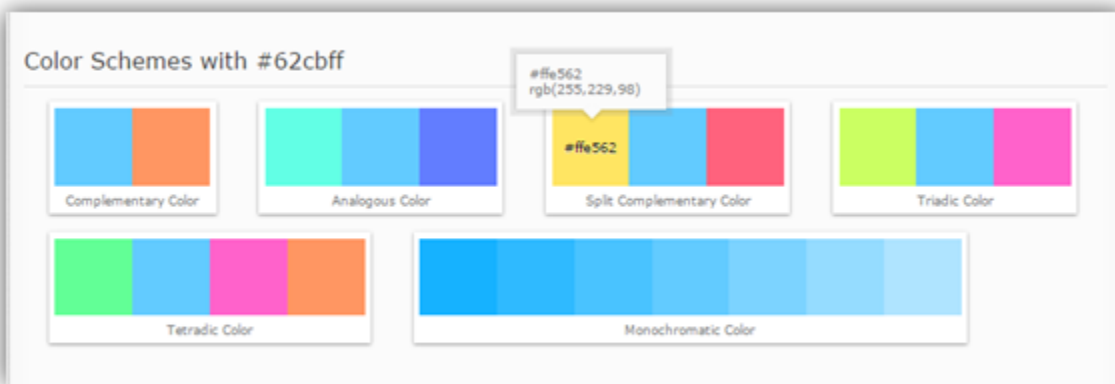 Color Schemes with #62cbff
#ffe562
rgb(255,229,98)
#ffe562
Complementary Color
Analogous Color
Split Complementary Color
Triadic Color
Tetradic Color
Monochromatic Color